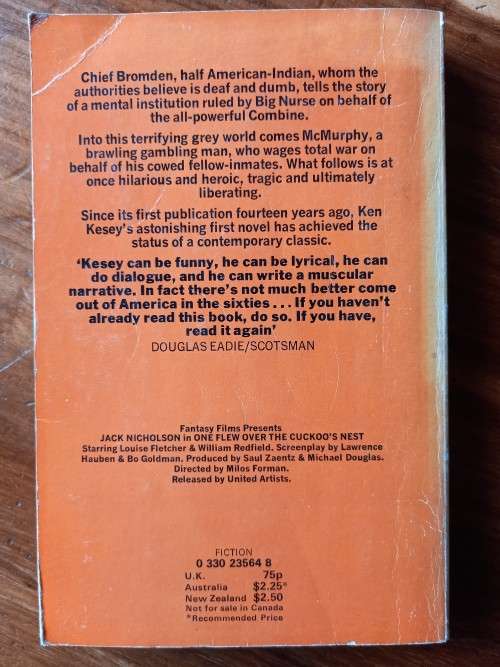 Chief Bromden, half American-Indian, whom the
authorities believe is deaf and dumb, tells the story
of a mental institution ruled by Big Nurse on behalf of
the all-powerful Combine.
Into this terrifying grey world comes McMurphy, a
brawling gambling man, who wages total war on
behalf of his cowed fellow-inmates. What follows is at
once hilarious and heroic, tragic and ultimately
liberating.
Since its first publication fourteen years ago, Ken
Kesey's astonishing first novel has achieved the
status of a contemporary classic.
'Kesey can be funny, he can be lyrical, he can
do dialogue, and he can write a muscular
narrative. In fact there's not much better come
out of America in the sixties . . . If you haven't
already read this book, do so. If you have,
read it again'
DOUGLAS EADIE/SCOTSMAN
Fantasy Films Presents
JACK NICHOLSON in ONE FLEW OVER THE CUCKOO'S NEST
Starring Louise Fletcher & William Redfield. Screenplay by Lawrence
Hauben & Bo Goldman. Produced by Saul Zaentz & Michael Douglas.
Directed by Milos Forman.
Released by United Artists.
FICTION
0 330 23564 8
U.K. 75p
Australia $2.25*
New Zealand $2.50
Not for sale in Canada
*Recommended Price